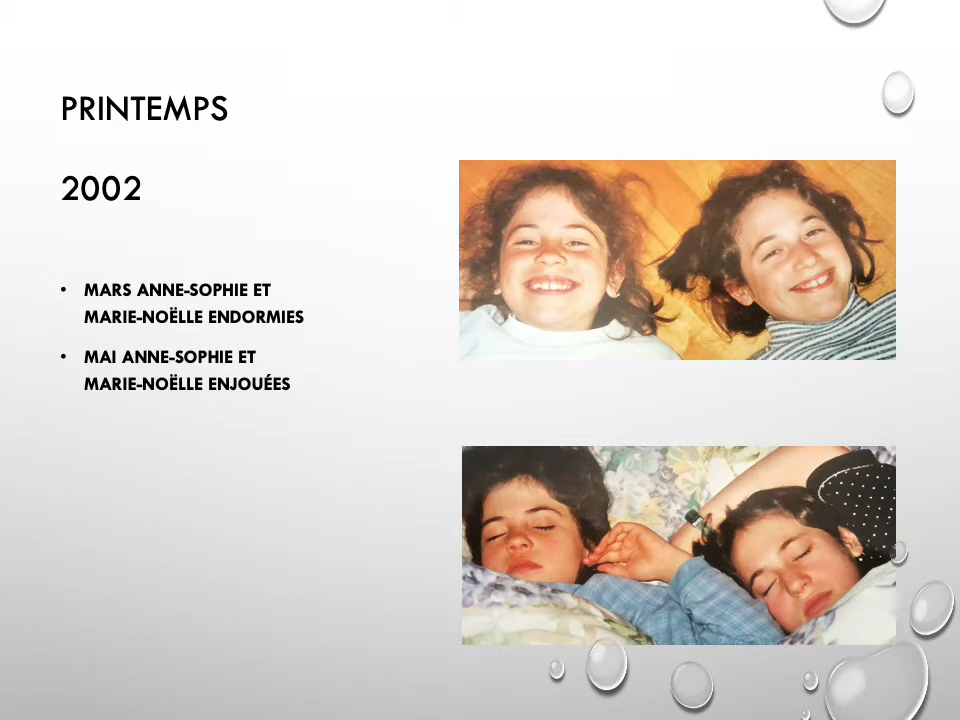 PRINTEMPS
2002
• MARS ANNE-SOPHIE ET
MARIE-NOËLLE ENDORMIES
• MAI ANNE-SOPHIE ET
MARIE-NOËLLE ENJOUÉES